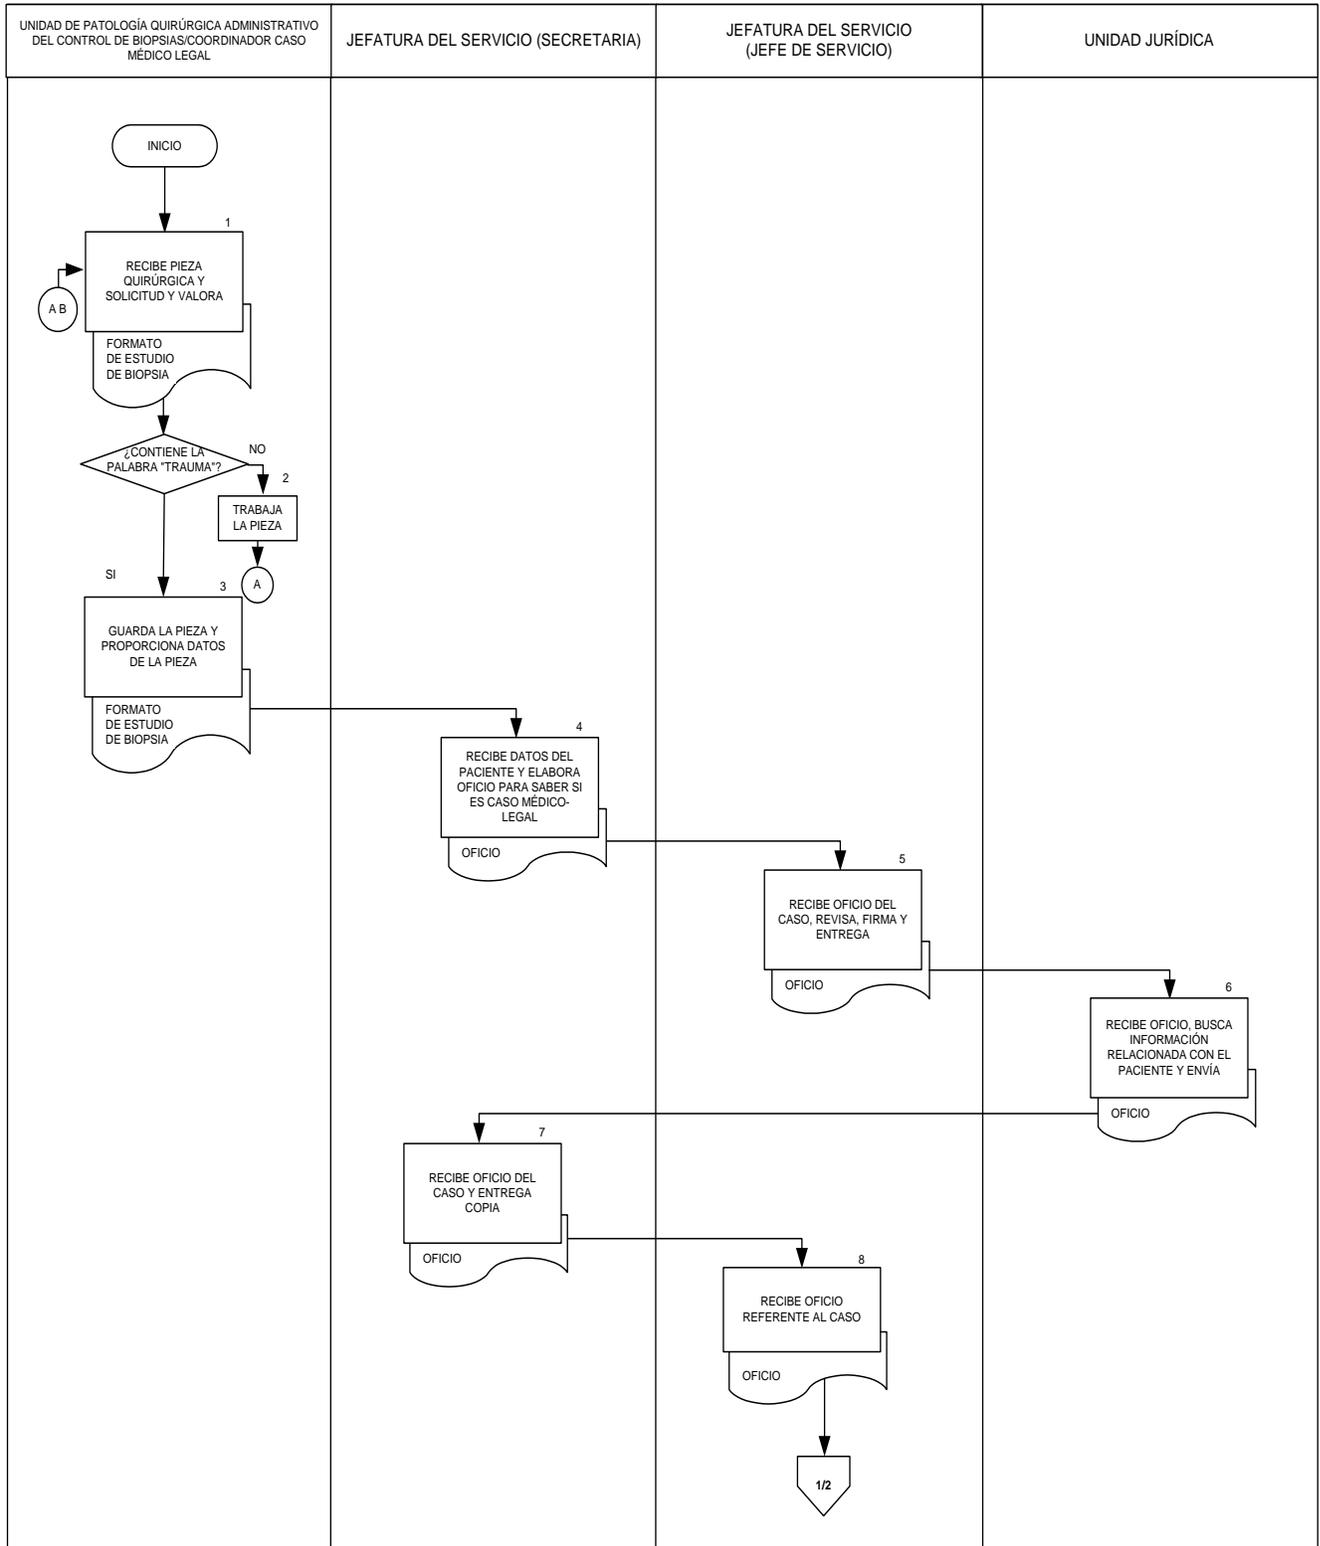 UNIDAD DE PATOLOGÍA QUIRÚRGICA ADMINISTRATIVO
DEL CONTROL DE BIOPSIAS/COORDINADOR CASO
MÉDICO LEGAL
JEFATURA DEL SERVICIO (SECRETARIA)
JEFATURA DEL SERVICIO
(JEFE DE SERVICIO)
UNIDAD JURÍDICA
INICIO
1
RECIBE PIEZA
QUIRÚRGICA Y
SOLICITUD Y VALORA
A B
FORMATO
DE ESTUDIO
DE BIOPSIA
¿CONTIENE LA
PALABRA "TRAUMA"?
NO
2
TRABAJA
LA PIEZA
A
SI
3
GUARDA LA PIEZA Y
PROPORCIONA DATOS
DE LA PIEZA
FORMATO
DE ESTUDIO
DE BIOPSIA
4
RECIBE DATOS DEL
PACIENTE Y ELABORA
OFICIO PARA SABER SI
ES CASO MÉDICO-
LEGAL
OFICIO
5
RECIBE OFICIO DEL
CASO, REVISA, FIRMA Y
ENTREGA
OFICIO
6
RECIBE OFICIO, BUSCA
INFORMACIÓN
RELACIONADA CON EL
PACIENTE Y ENVÍA
OFICIO
7
RECIBE OFICIO DEL
CASO Y ENTREGA
COPIA
OFICIO
8
RECIBE OFICIO
REFERENTE AL CASO
OFICIO
1/2